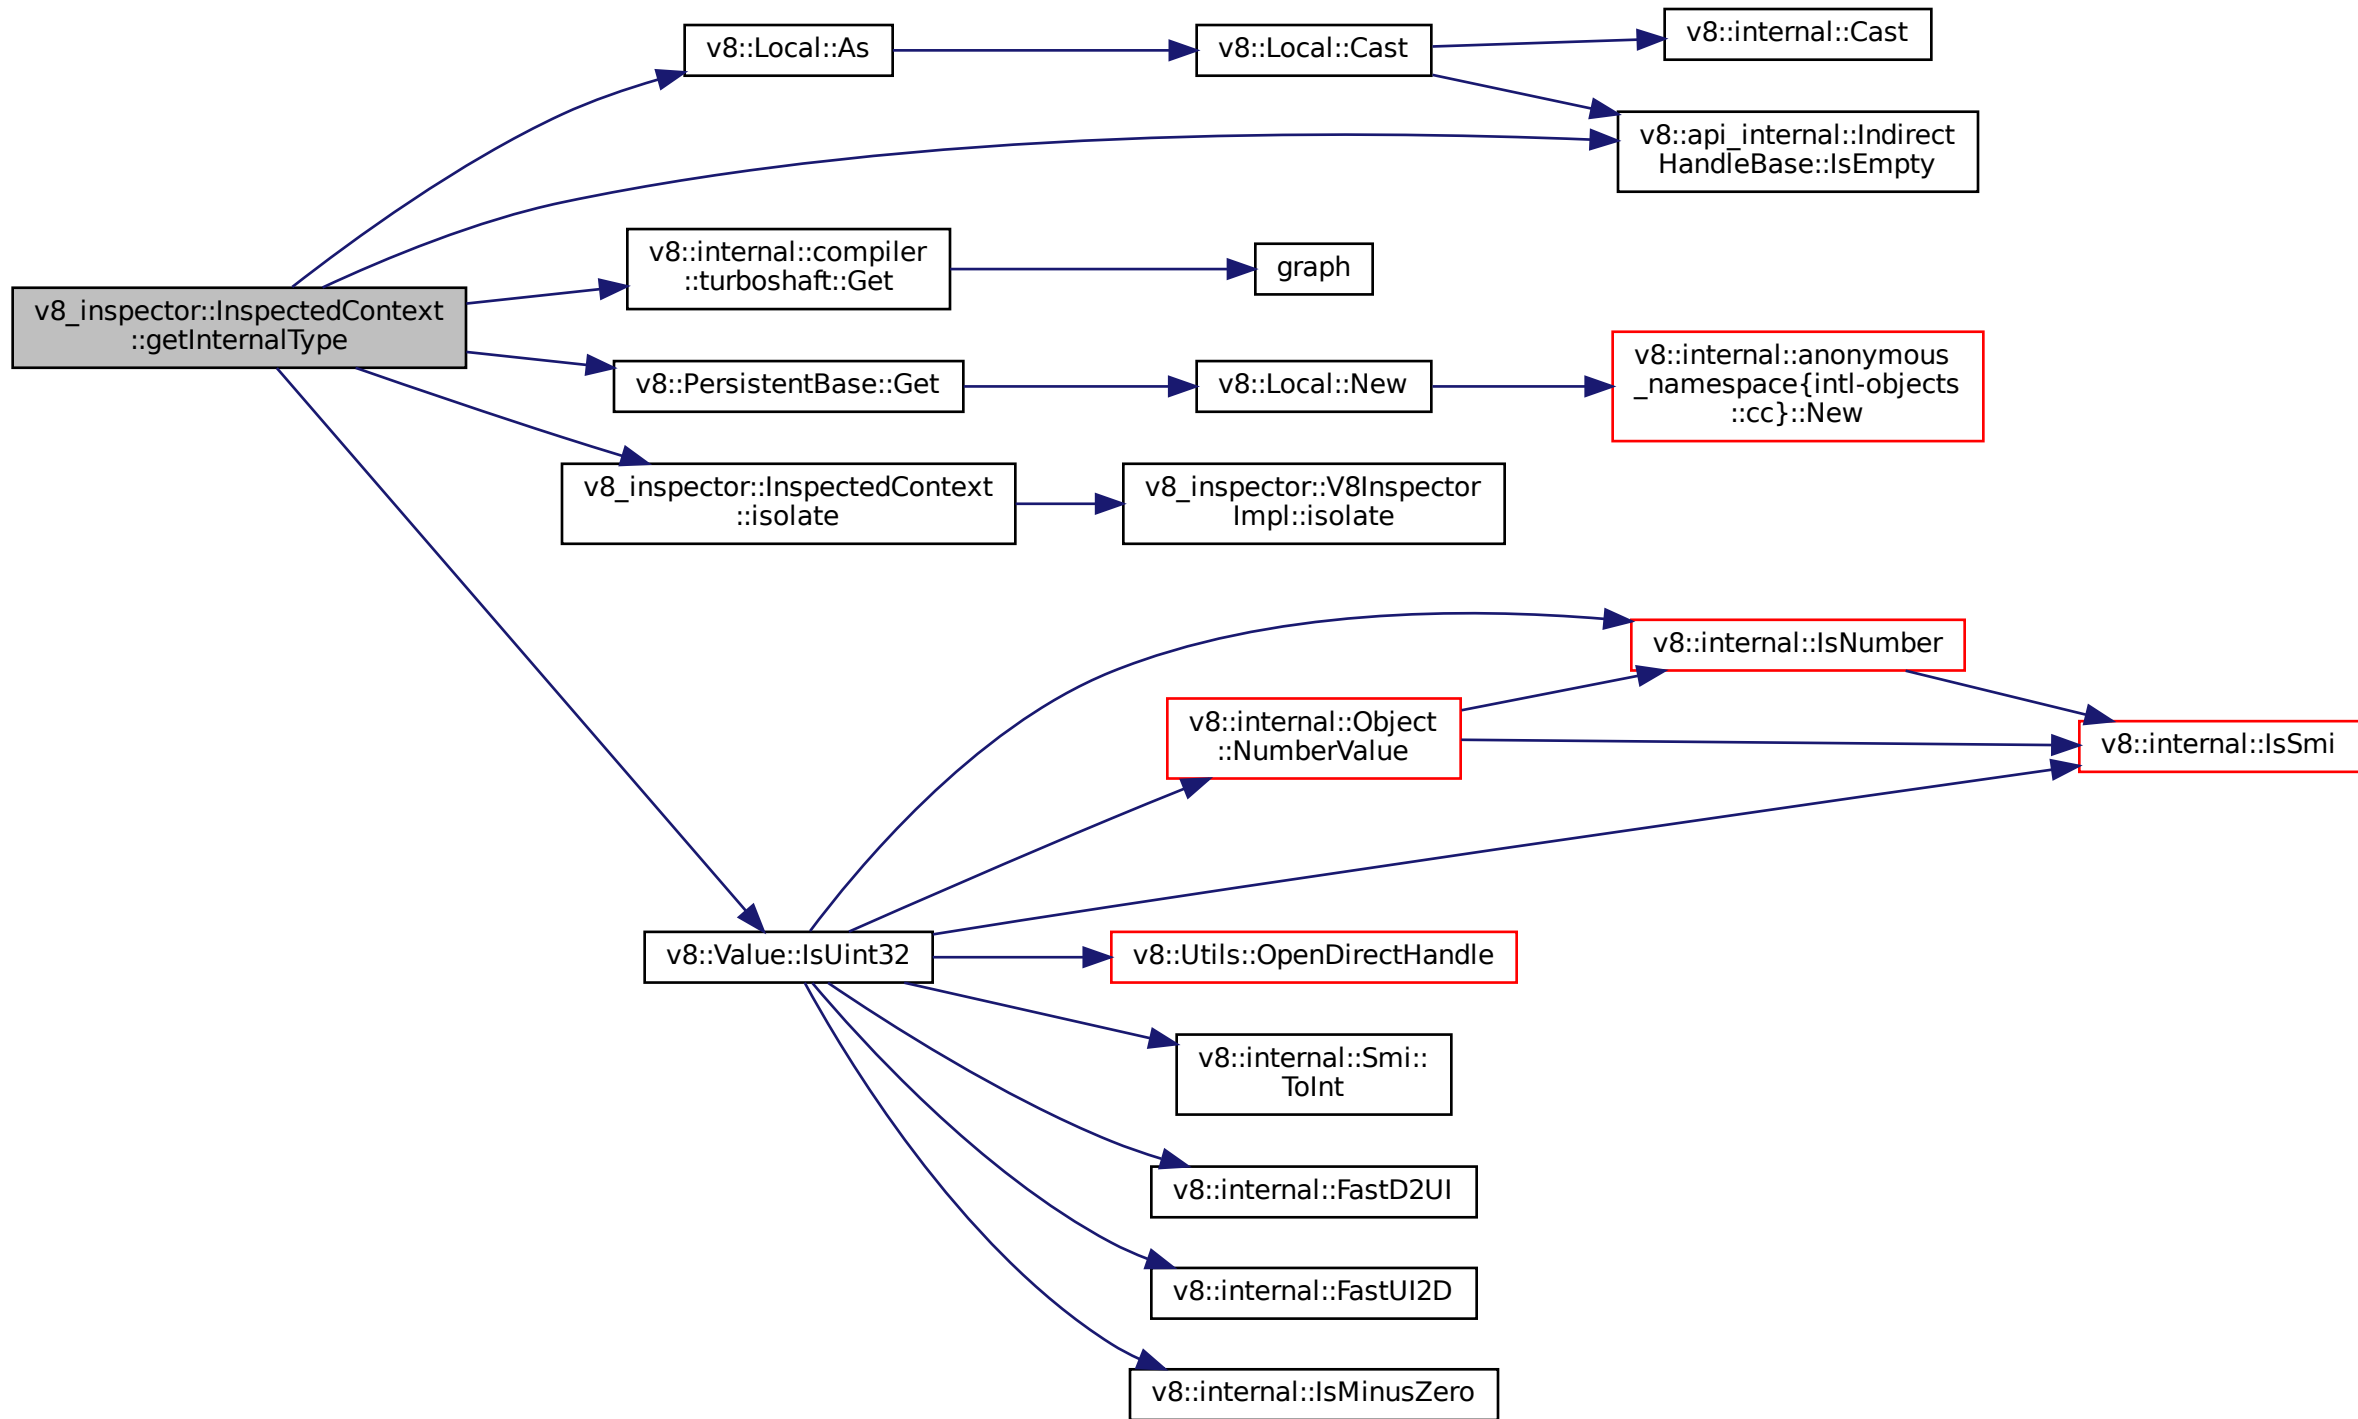 v8_inspector::InspectedContext
::getInternalType
v8::Local::As
v8::Local::Cast
v8::internal::Cast
v8::api_internal::Indirect
HandleBase::IsEmpty
v8::internal::compiler
::turboshaft::Get
graph
v8::PersistentBase::Get
v8::Local::New
v8::internal::anonymous
_namespace{intl-objects
::cc}::New
v8_inspector::InspectedContext
::isolate
v8_inspector::V8Inspector
Impl::isolate
v8::Value::IsUint32
v8::internal::IsNumber
v8::internal::Object
::NumberValue
v8::internal::IsSmi
v8::Utils::OpenDirectHandle
v8::internal::Smi::
ToInt
v8::internal::FastD2UI
v8::internal::FastUI2D
v8::internal::IsMinusZero